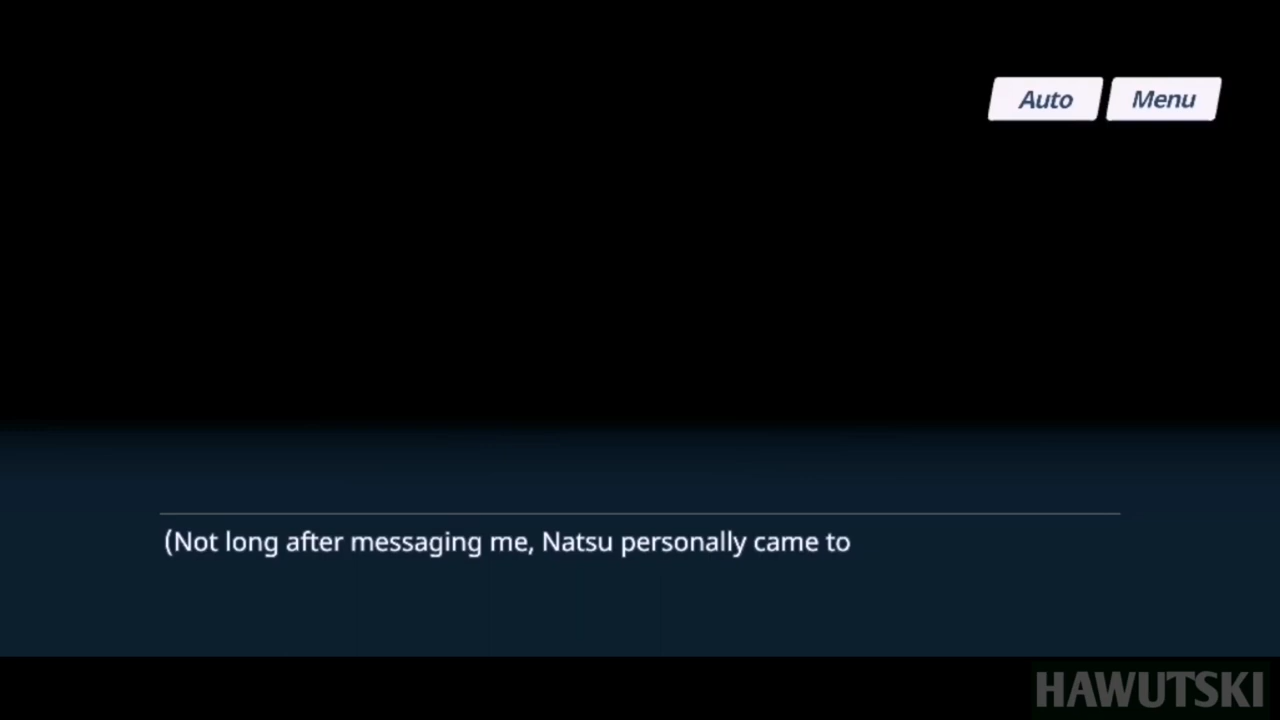 Auto
Menu
(Not long after messaging me, Natsu personally came to
HAWUTSKI